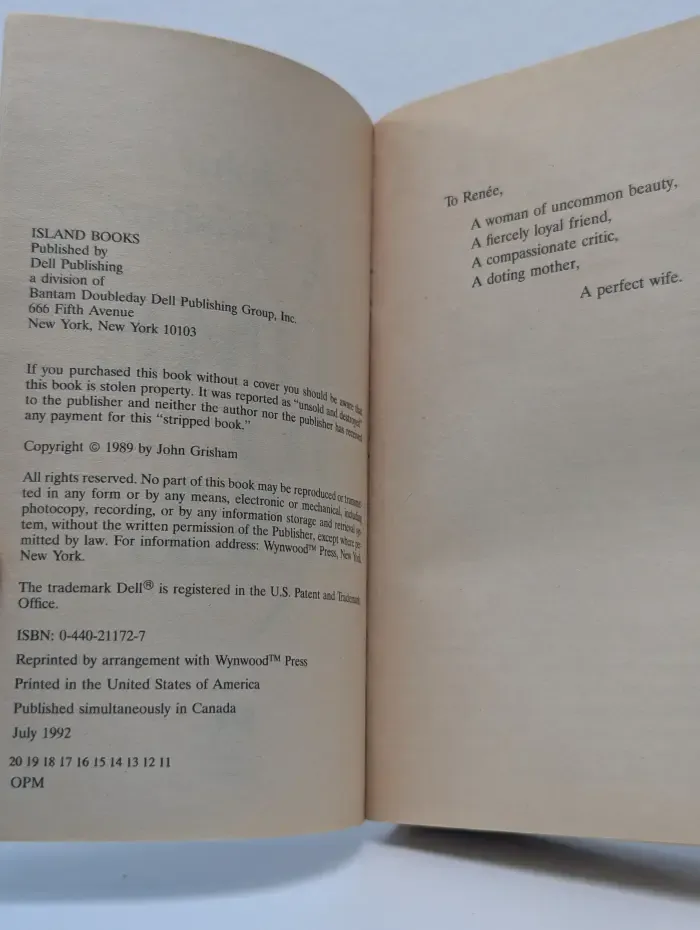 ISLAND BOOKS
Published by
Dell Publishing
a division of
Bantam Doubleday Dell Publishing Group, Inc.
666 Fifth Avenue
New York, New York 10103
If you purchased this book without a cover you should be aware that
this book is stolen property. It was reported as “unsold and destroyed”
to the publisher and neither the author nor the publisher has received
any payment for this “stripped book.”
Copyright © 1989 by John Grisham
All rights reserved. No part of this book may be reproduced or transmit-
ted in any form or by any means, electronic or mechanical, including
photocopy, recording, or by any information storage and retrieval sys-
tem, without the written permission of the Publisher, except where per-
mitted by law. For information address: Wynwood™ Press, New York,
New York.
The trademark Dell® is registered in the U.S. Patent and Trademark
Office.
ISBN: 0-440-21172-7
Reprinted by arrangement with Wynwood™ Press
Printed in the United States of America
Published simultaneously in Canada
July 1992
20 19 18 17 16 15 14 13 12 11
OPM
To Renée,
A woman of uncommon beauty,
A fiercely loyal friend,
A compassionate critic,
A doting mother,
A perfect wife.